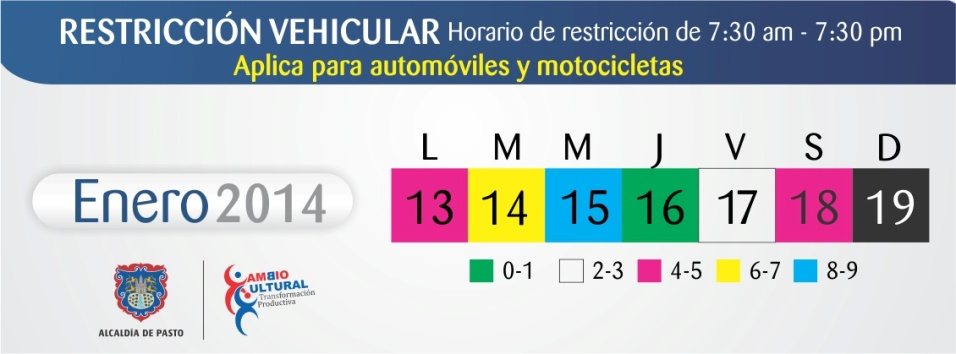 RESTRICCIÓN VEHICULAR Horario de restricción de 7:30 am - 7:30 pm
Aplica para automóviles y motocicletas
L M M J V S D
Enero 2014
13 14 15 16 17 18 19
0-1 2-3 4-5 6-7 8-9
ALCALDÍA DE PASTO
CAMBIO
CULTURAL
Transformación
Productiva